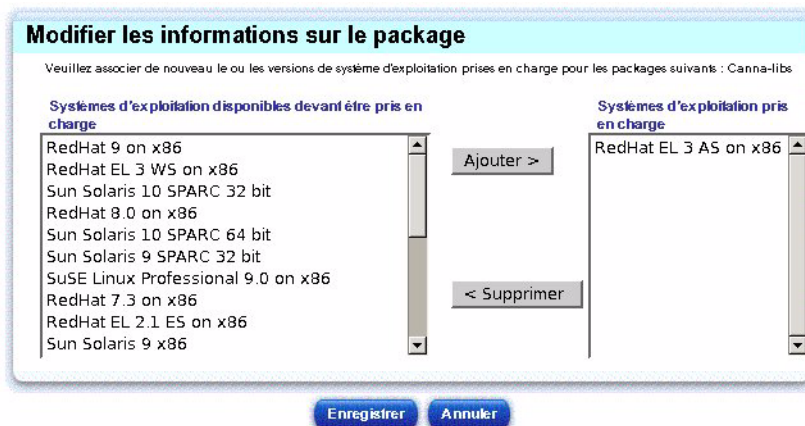 Modifier les informations sur le package
Veuillez associer de nouveau le ou les versions de système d'exploitation prises en charge pour les packages suivants : Canna-libs
Systèmes d'exploitation disponibles devant être pris en
charge
RedHat 9 on x86
RedHat EL 3 WS on x86
Sun Solaris 10 SPARC 32 bit
RedHat 8.0 on x86
Sun Solaris 10 SPARC 64 bit
Sun Solaris 9 SPARC 32 bit
SuSE Linux Professional 9.0 on x86
RedHat 7.3 on x86
RedHat EL 2.1 ES on x86
Sun Solaris 9 x86
Ajouter >
< Supprimer
Systèmes d'exploitation pris
en charge
RedHat EL 3 AS on x86
Enregistrer
Annuler